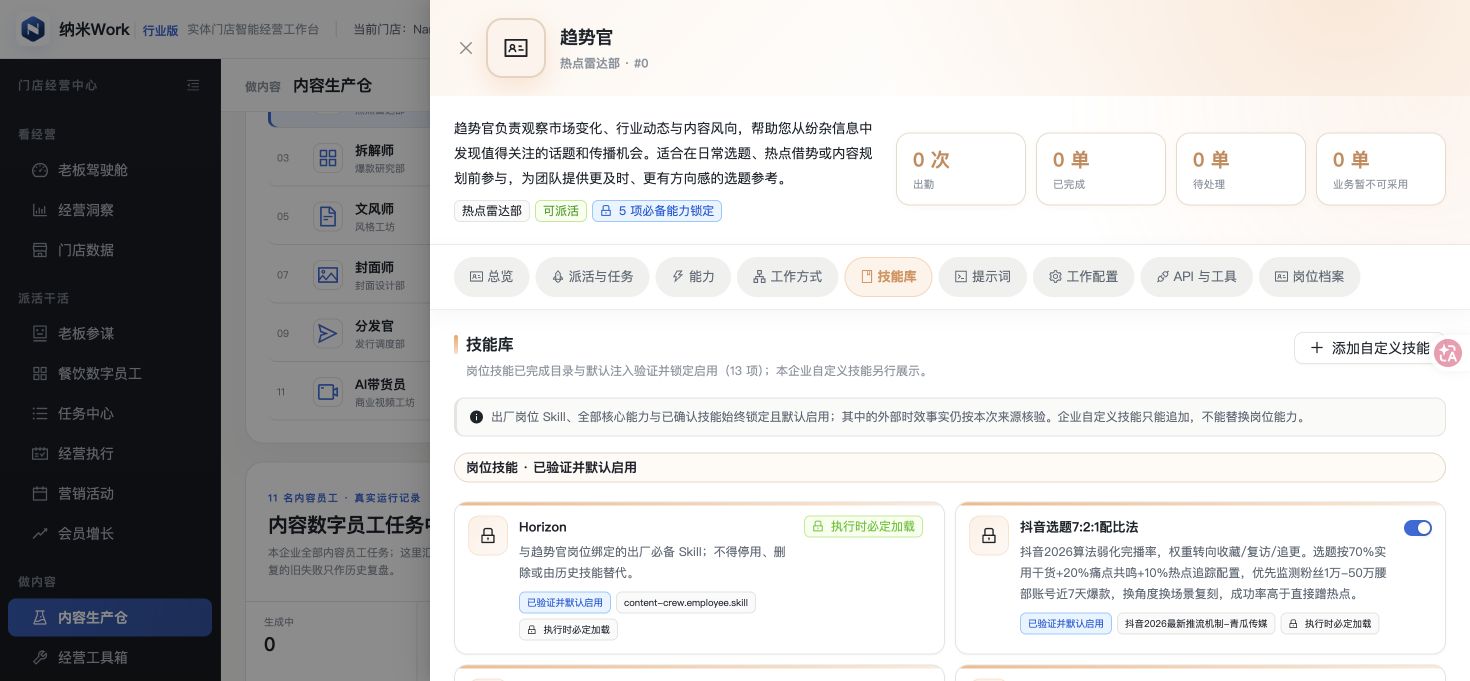 纳米Work 行业版 实体门店智能经营工作台 当前门店：
门店经营中心
看经营
老板驾驶舱
经营洞察
门店数据
派活干活
老板参谋
餐饮数字员工
任务中心
经营执行
营销活动
会员增长
做内容
内容生产仓
经营工具箱
做内容 内容生产仓
03 拆解师
爆款研究部
05 文风师
风格工坊
07 封面师
封面设计部
09 分发官
发行调度部
11 AI带货员
商业视频工坊
11 名内容员工 · 真实运行记录
内容数字员工任务中
本企业全部内容员工任务；这里汇
复的旧失败只作历史复盘。
生成中
0
趋势官
热点雷达部 · #0
趋势官负责观察市场变化、行业动态与内容风向，帮助您从纷杂信息中
发现值得关注的话题和传播机会。适合在日常选题、热点借势或内容规
划前参与，为团队提供更及时、更有方向感的选题参考。
热点雷达部 可派活 5 项必备能力锁定
0 次
出勤
0 单
已完成
0 单
待处理
0 单
业务暂不可采用
总览 派活与任务 能力 工作方式 技能库 提示词 工作配置 API 与工具 岗位档案
技能库
添加自定义技能
岗位技能已完成目录与默认注入验证并锁定启用（13 项）；本企业自定义技能另行展示。
出厂岗位 Skill、全部核心能力与已确认技能始终锁定且默认启用；其中的外部时效事实仍按本次来源核验。企业自定义技能只能追加，不能替换岗位能力。
岗位技能 · 已验证并默认启用
Horizon
执行时必定加载
与趋势官岗位绑定的出厂必备 Skill；不得停用、删
除或由历史技能替代。
已验证并默认启用 content-crew.employee.skill
执行时必定加载
抖音选题7:2:1配比法
抖音2026算法弱化完播率，权重转向收藏/复访/追更。选题按70%实
用干货+20%痛点共鸣+10%热点追踪配置，优先监测粉丝1万-50万腰
部账号近7天爆款，换角度换场景复刻，成功率高于直接蹭热点。
已验证并默认启用 抖音2026最新推流机制-青瓜传媒 执行时必定加载